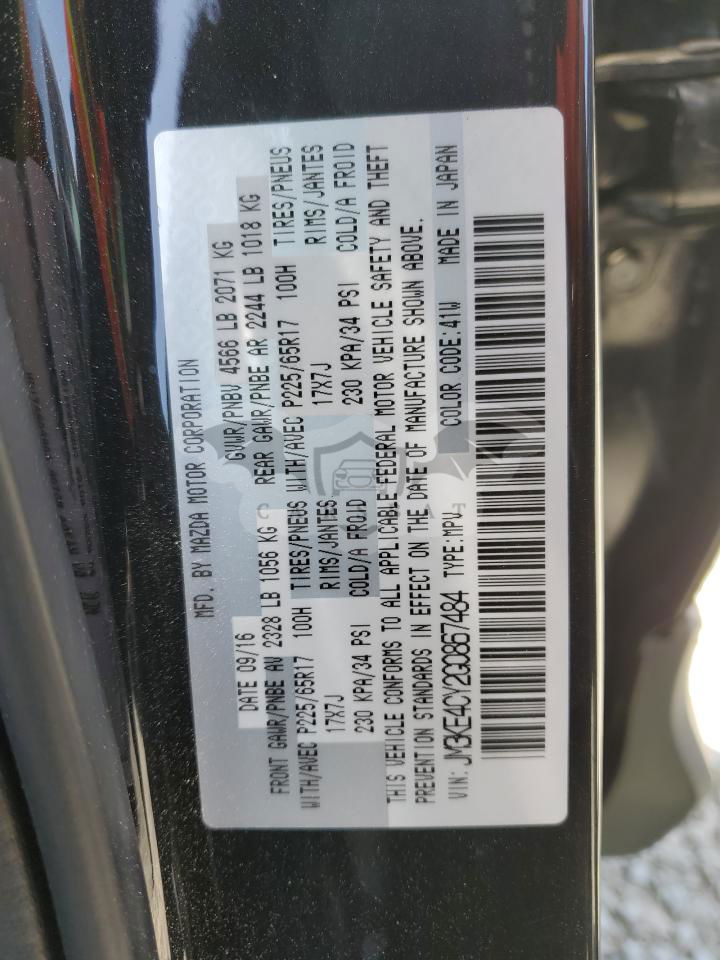 MFD. BY MAZDA MOTOR CORPORATION
DATE 09/16 GVWR/PNBV 4566 LB 2071 KG
FRONT GAWR/PNBE AV 2328 LB 1056 KG REAR GAWR/PNBE AR 2244 LB 1018 KG
WITH/AVEC P225/65R17 100H TIRES/PNEUS WITH/AVEC P225/65R17 100H TIRES/PNEUS
17X7J RIMS/JANTES 17X7J RIMS/JANTES
230 KPA/34 PSI COLD/A FROID 230 KPA/34 PSI COLD/A FROID
THIS VEHICLE CONFORMS TO ALL APPLICABLE FEDERAL MOTOR VEHICLE SAFETY AND THEFT
PREVENTION STANDARDS IN EFFECT ON THE DATE OF MANUFACTURE SHOWN ABOVE.
VIN: JM3KE4CY2G0867484 TYPE:MPV COLOR CODE:41W MADE IN JAPAN